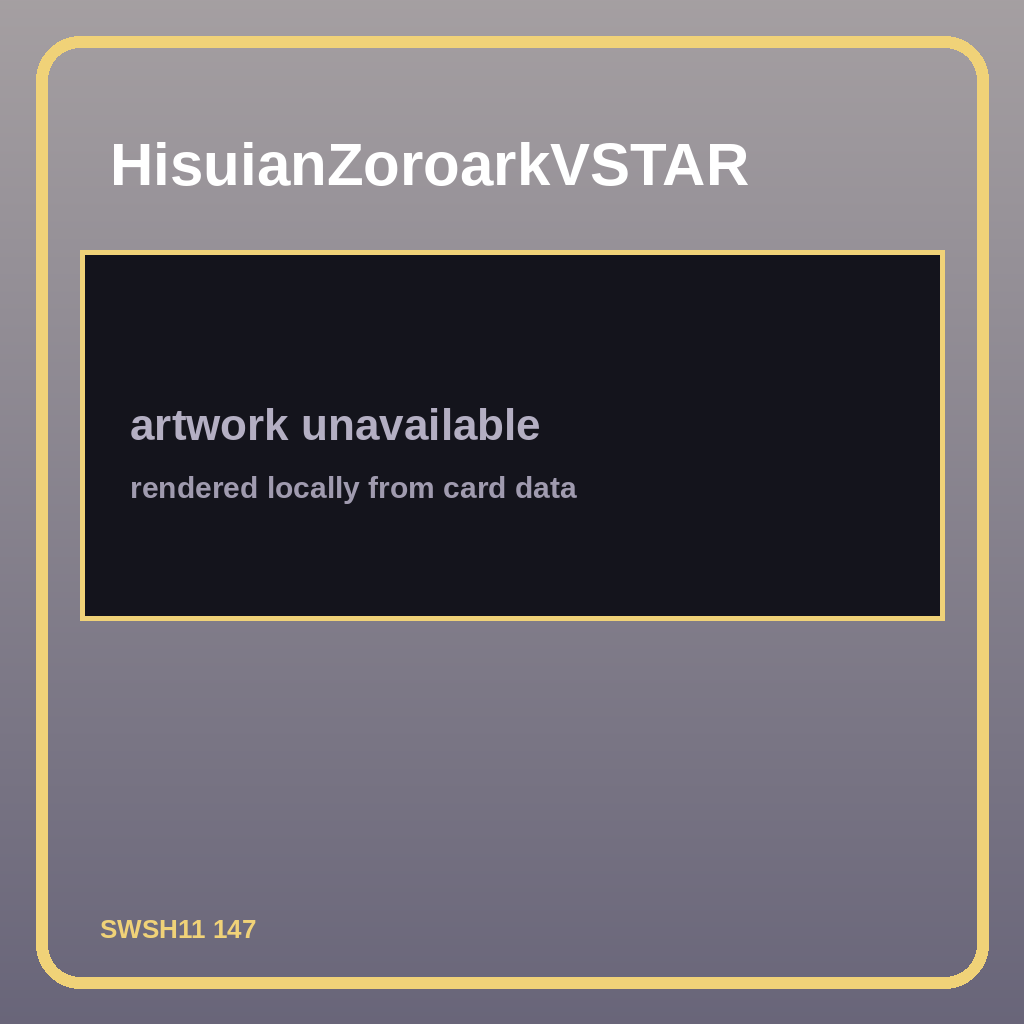 HisuianZoroarkVSTAR
artwork unavailable
rendered locally from card data
SWSH11 147